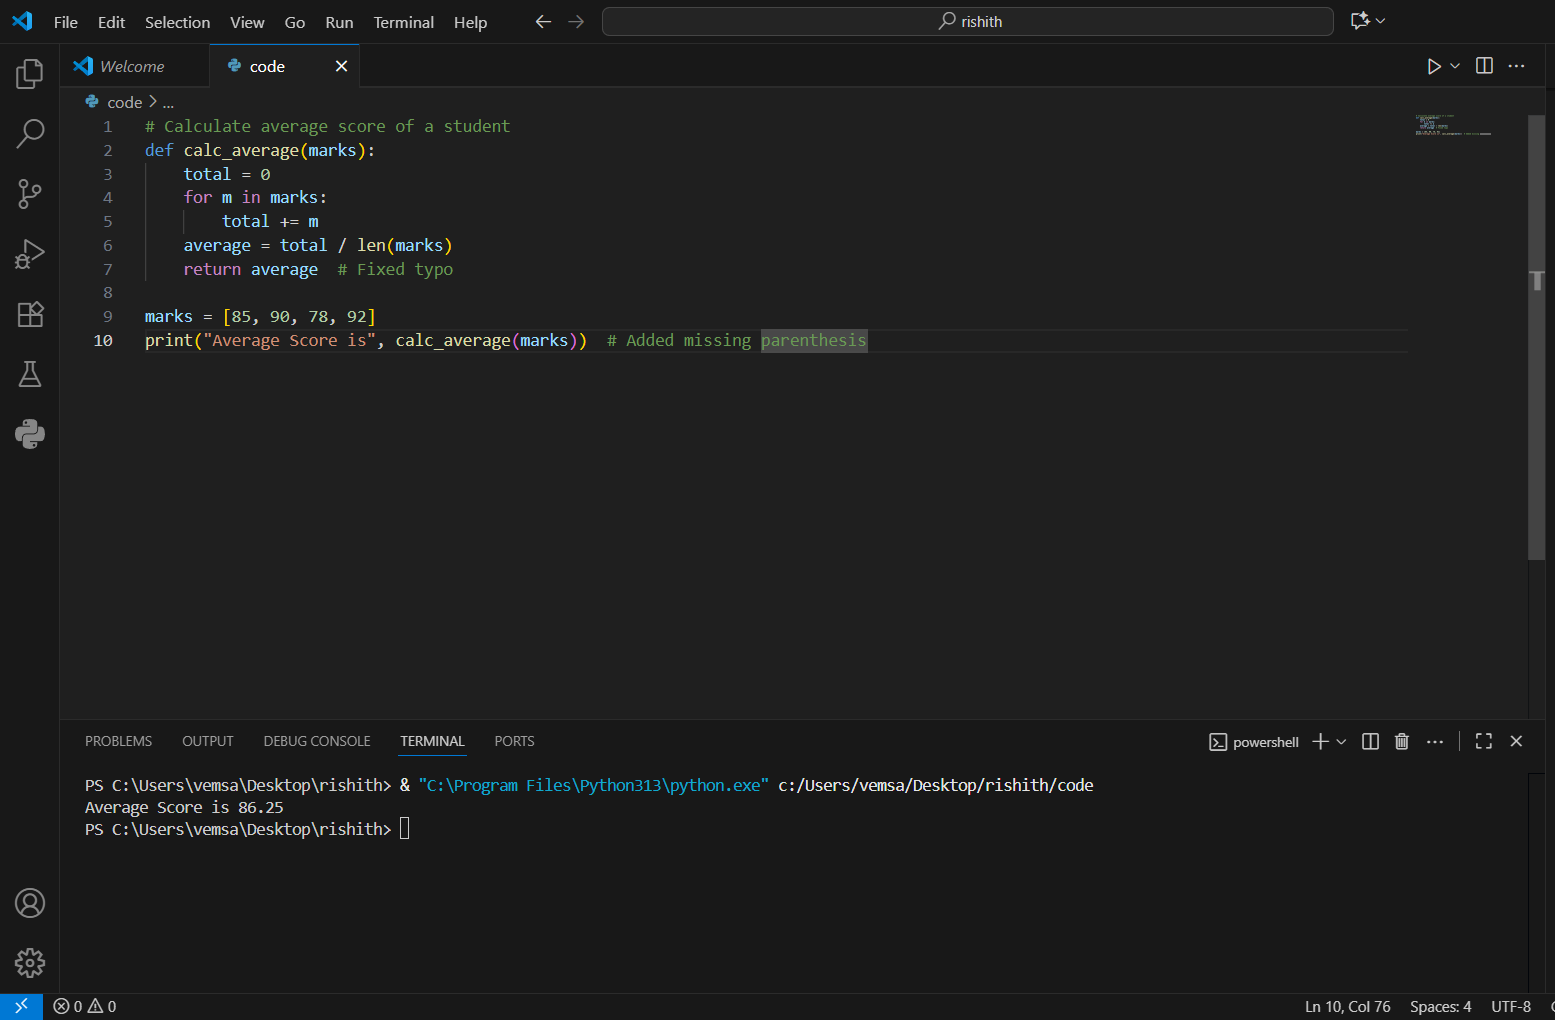 File Edit Selection View Go Run Terminal Help
rishith
Welcome
code
code > ...
1 # Calculate average score of a student
2 def calc_average(marks):
3     total = 0
4     for m in marks:
5         total += m
6     average = total / len(marks)
7     return average  # Fixed typo
8
9 marks = [85, 90, 78, 92]
10 print("Average Score is", calc_average(marks))  # Added missing parenthesis
PROBLEMS OUTPUT DEBUG CONSOLE TERMINAL PORTS
powershell
PS C:\Users\vemsa\Desktop\rishith> & "C:\Program Files\Python313\python.exe" c:/Users/vemsa/Desktop/rishith/code
Average Score is 86.25
PS C:\Users\vemsa\Desktop\rishith>
0 0
Ln 10, Col 76 Spaces: 4 UTF-8